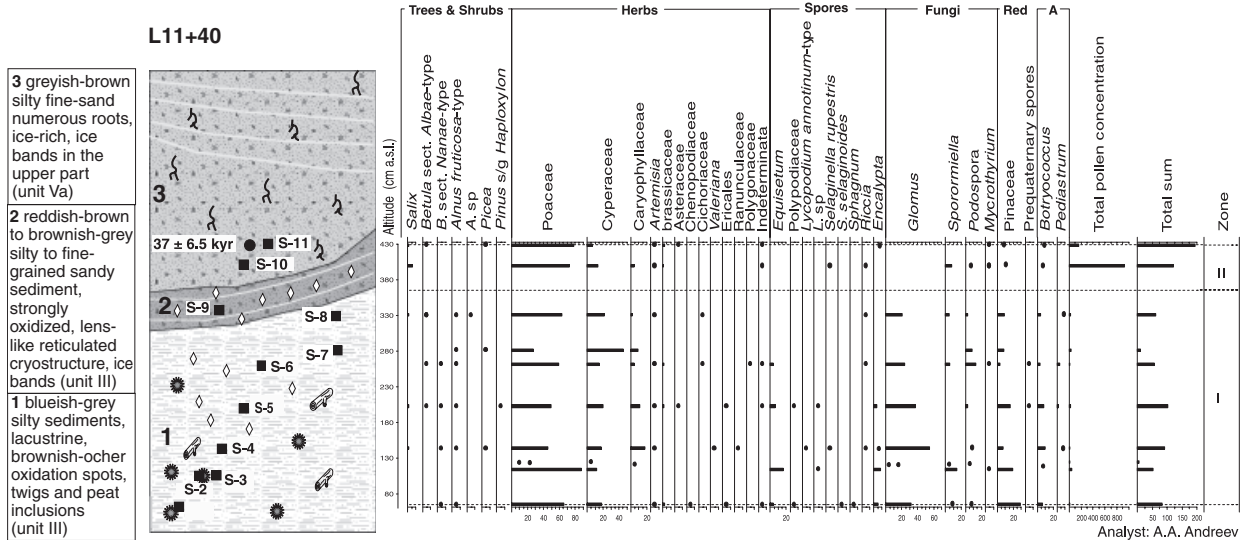 L11+40
3 greyish-brown
silty fine-sand
numerous roots,
ice-rich, ice
bands in the
upper part
(unit Va)
2 reddish-brown
to brownish-grey
silty to fine-
grained sandy
sediment,
strongly
oxidized, lens-
like reticulated
cryostructure, ice
bands (unit III)
1 blueish-grey
silty sediments,
lacustrine,
brownish-ocher
oxidation spots,
twigs and peat
inclusions
(unit III)
3
37 ± 6.5 kyr
S-11
S-10
2
S-9
S-8
S-7
S-6
S-5
1
S-4
S-3
S-2
Trees & Shrubs
Herbs
Spores
Fungi
Red
A
Altitude (cm a.s.l.)
Salix
Betula sect. Albae-type
B. sect. Nanae-type
Alnus fruticosa-type
A. sp
Picea
Pinus s/g Haploxylon
Poaceae
Cyperaceae
Caryophyllaceae
Artemisia
brassicaceae
Asteraceae
Chenopodiaceae
Cichoriaceae
Valeriana
Ericales
Ranunculaceae
Polygonaceae
Indeterminata
Equisetum
Polypodiaceae
Lycopodium annotinum-type
L. sp
Selaginella rupestris
S. selaginoides
Sphagnum
Riccia
Encalypta
Glomus
Sporormiella
Podospora
Mycrothyrium
Pinaceae
Prequaternary spores
Botryococcus
Pediastrum
Total pollen concentration
Total sum
Zone
430
380
330
280
230
180
130
80
II
I
20 40 60 80
20 40
20
20
20 40 60
20
20
20
20
200 400 600 800
50 100 150 200
Analyst: A.A. Andreev